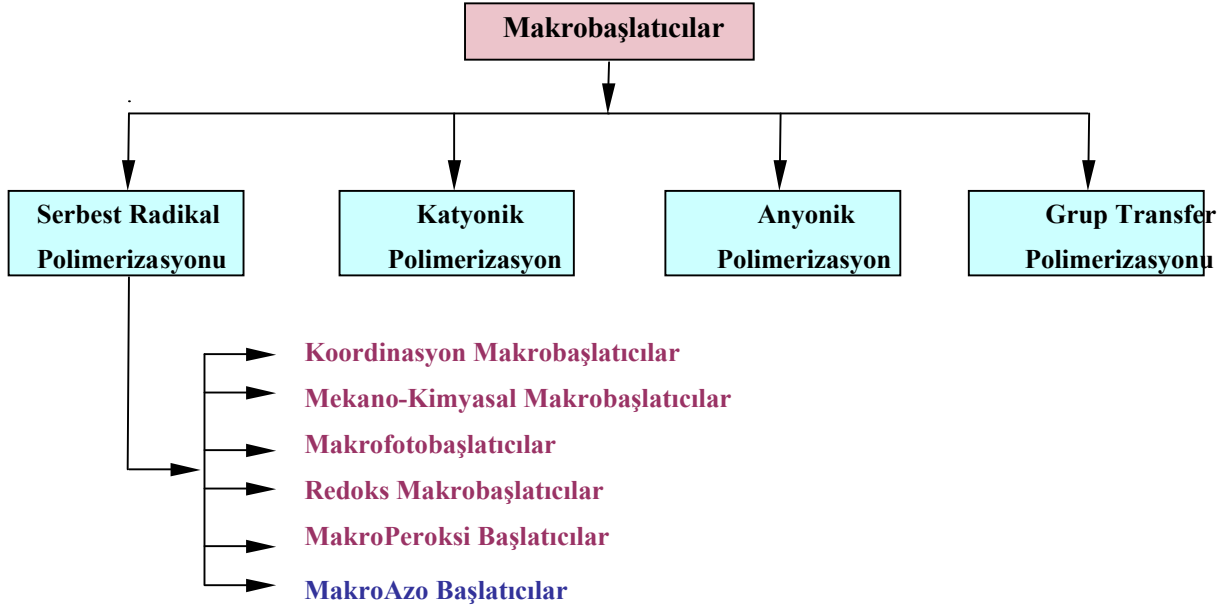 Makrobaşlatıcılar
Serbest Radikal
Polimerizasyonu
Katyonik
Polimerizasyon
Anyonik
Polimerizasyon
Grup Transfer
Polimerizasyonu
Koordinasyon Makrobaşlatıcılar
Mekano-Kimyasal Makrobaşlatıcılar
Makrofotobaşlatıcılar
Redoks Makrobaşlatıcılar
MakroPeroksi Başlatıcılar
MakroAzo Başlatıcılar